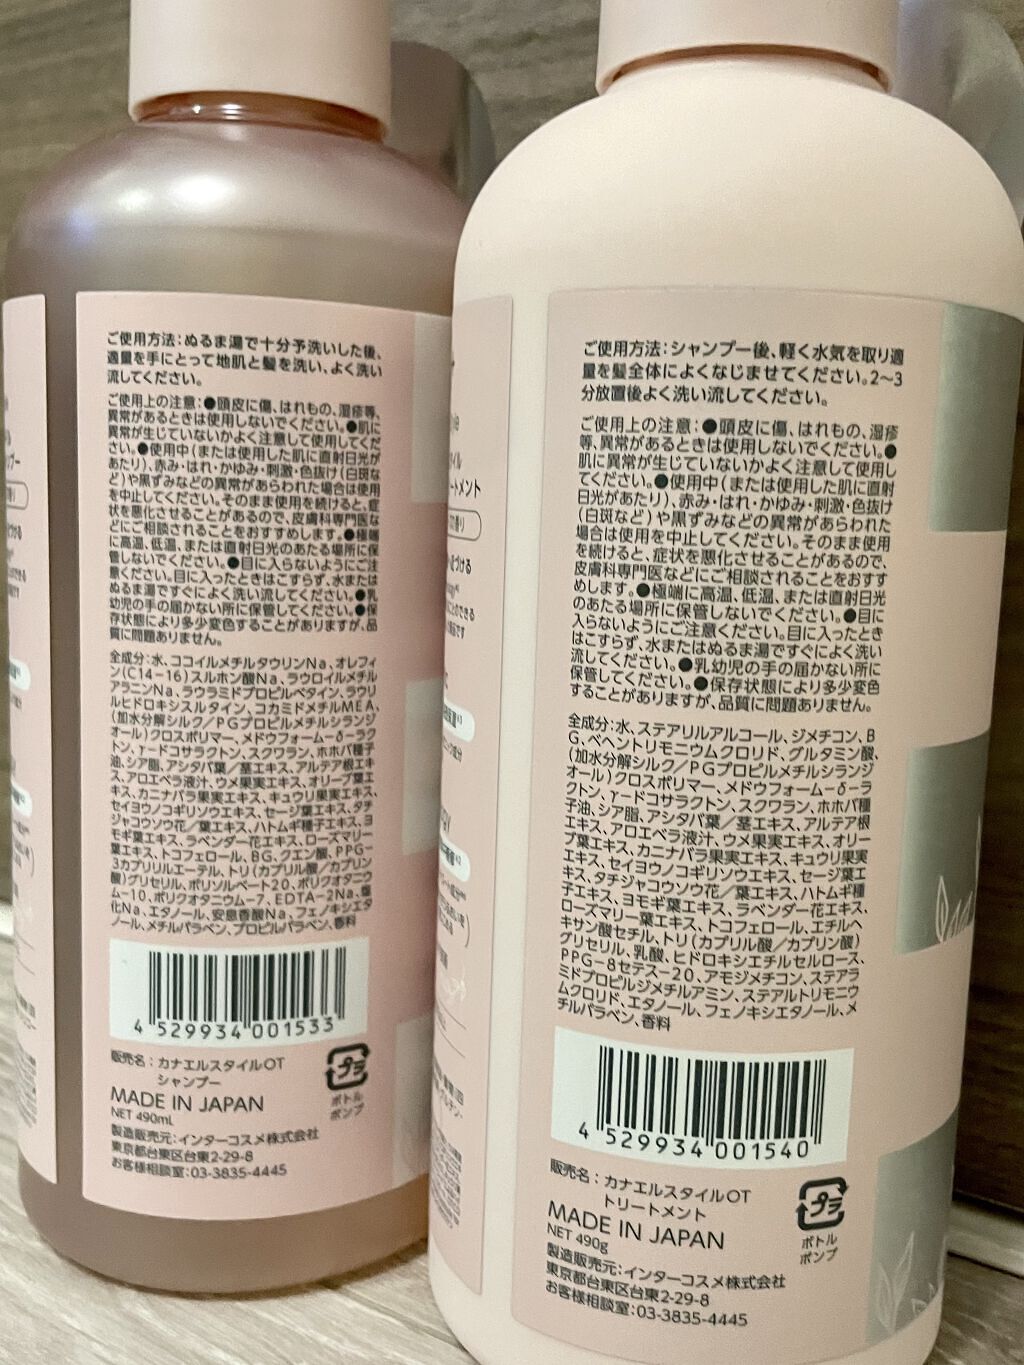 ご使用方法：ぬるま湯で十分予洗いした後、
適量を手にとって地肌と髪を洗い、よく洗い
流してください。
ご使用上の注意：●頭皮に傷、はれもの、湿疹等、
異常があるときは使用しないでください。●肌に
異常が生じていないかよく注意して使用してくだ
さい。●使用中(または使用した肌に直射日光が
あたり)、赤み・はれ・かゆみ・刺激・色抜け(白斑な
ど)や黒ずみなどの異常があらわれた場合は使用
を中止してください。そのまま使用を続けると、症
状を悪化させることがあるので、皮膚科専門医な
どにご相談されることをおすすめします。●極端
に高温、低温、または直射日光のあたる場所に保
管しないでください。●目に入らないようにご注
意ください。目に入ったときはこすらず、水または
ぬるま湯ですぐによく洗い流してください。●乳
幼児の手の届かない所に保管してください。●保
存状態により多少変色することがありますが、品
質に問題ありません。
全成分：水、ココイルメチルタウリンNa、オレフィ
ン(C14-16)スルホン酸Na、ラウロイルメチル
アラニンNa、ラウラミドプロピルベタイン、ラウリ
ルヒドロキシスルタイン、コカミドメチルMEA、
(加水分解シルク/PGプロピルメチルシランジ
オール)クロスポリマー、メドウフォーム-δ-ラク
トン、γ-ドコサラクトン、スクワラン、ホホバ種子
油、シア脂、アシタバ葉/茎エキス、アルテア根エキ
ス、アロエベラ液汁、ウメ果実エキス、オリーブ葉エ
キス、カニナバラ果実エキス、キュウリ果実エキス、
セイヨウノコギリソウエキス、セージ葉エキス、タチ
ジャコウソウ花/葉エキス、ハトムギ種子エキス、ヨ
モギ葉エキス、ラベンダー花エキス、ローズマリー
葉エキス、トコフェロール、BG、クエン酸、PPG-
3カプリリルエーテル、トリ(カプリル酸/カプリン
酸)グリセリル、ポリソルベート20、ポリクオタニウ
ム-10、ポリクオタニウム-7、EDTA-2Na、塩
化Na、エタノール、安息香酸Na、フェノキシエタ
ノール、メチルパラベン、プロピルパラベン、香料
4 529934 001533
販売名：カナエルスタイルOT
シャンプー
MADE IN JAPAN
NET 490mL
製造販売元：インターコスメ株式会社
東京都台東区台東2-29-8
お客様相談室：03-3835-4445
プラ
ボトル
ポンプ
ご使用方法：シャンプー後、軽く水気を取り適
量を髪全体によくなじませてください。2〜3
分放置後よく洗い流してください。
ご使用上の注意：●頭皮に傷、はれもの、湿疹
等、異常があるときは使用しないでください。●
肌に異常が生じていないかよく注意して使用し
てください。●使用中(または使用した肌に直射
日光があたり)、赤み・はれ・かゆみ・刺激・色抜け
(白斑など)や黒ずみなどの異常があらわれた
場合は使用を中止してください。そのまま使用
を続けると、症状を悪化させることがあるので、
皮膚科専門医などにご相談されることをおすす
めします。●極端に高温、低温、または直射日光
のあたる場所に保管しないでください。●目に
入らないようにご注意ください。目に入ったとき
はこすらず、水またはぬるま湯ですぐによく洗い
流してください。●乳幼児の手の届かない所に
保管してください。●保存状態により多少変色
することがありますが、品質に問題ありません。
全成分：水、ステアリルアルコール、ジメチコン、B
G、ベヘントリモニウムクロリド、グルタミン酸、
(加水分解シルク/PGプロピルメチルシランジ
オール)クロスポリマー、メドウフォーム-δ-ラ
クトン、γ-ドコサラクトン、スクワラン、ホホバ種
子油、シア脂、アシタバ葉/茎エキス、アルテア根
エキス、アロエベラ液汁、ウメ果実エキス、オリー
ブ葉エキス、カニナバラ果実エキス、キュウリ果実
エキス、セイヨウノコギリソウエキス、セージ葉エ
キス、タチジャコウソウ花/葉エキス、ハトムギ種
子エキス、ヨモギ葉エキス、ラベンダー花エキス、
ローズマリー葉エキス、トコフェロール、エチルヘ
キサン酸セチル、トリ(カプリル酸/カプリン酸)
グリセリル、乳酸、ヒドロキシエチルセルロース、
PPG-8セテス-20、アモジメチコン、ステアラ
ミドプロピルジメチルアミン、ステアルトリモニウ
ムクロリド、エタノール、フェノキシエタノール、メ
チルパラベン、香料
4 529934 001540
販売名：カナエルスタイルOT
トリートメント
MADE IN JAPAN
NET 490g
製造販売元：インターコスメ株式会社
東京都台東区台東2-29-8
お客様相談室：03-3835-4445
プラ
ボトル
ポンプ